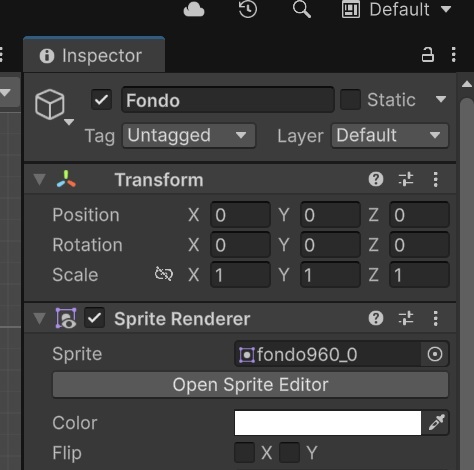 Default
Inspector
Fondo
Static
Tag Untagged Layer Default
Transform
Position X 0 Y 0 Z 0
Rotation X 0 Y 0 Z 0
Scale X 1 Y 1 Z 1
Sprite Renderer
Sprite fondo960_0
Open Sprite Editor
Color
Flip X Y